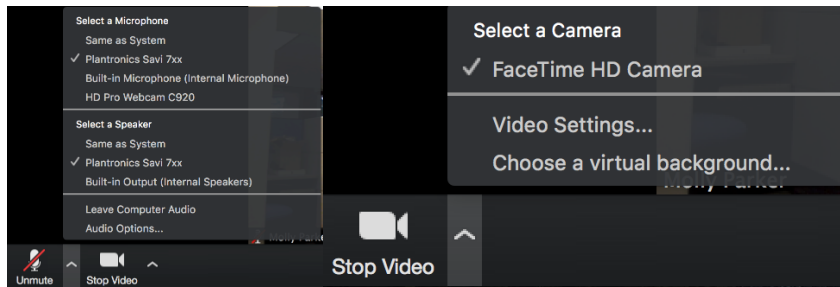 Select a Microphone
Same as System
✓ Plantronics Savi 7xx
Built-in Microphone (Internal Microphone)
HD Pro Webcam C920
Select a Speaker
Same as System
✓ Plantronics Savi 7xx
Built-in Output (Internal Speakers)
Leave Computer Audio
Audio Options...
Molly Parke
Unmute
Stop Video
Select a Camera
✓ FaceTime HD Camera
Video Settings...
Choose a virtual background...
Molly Parker
Stop Video